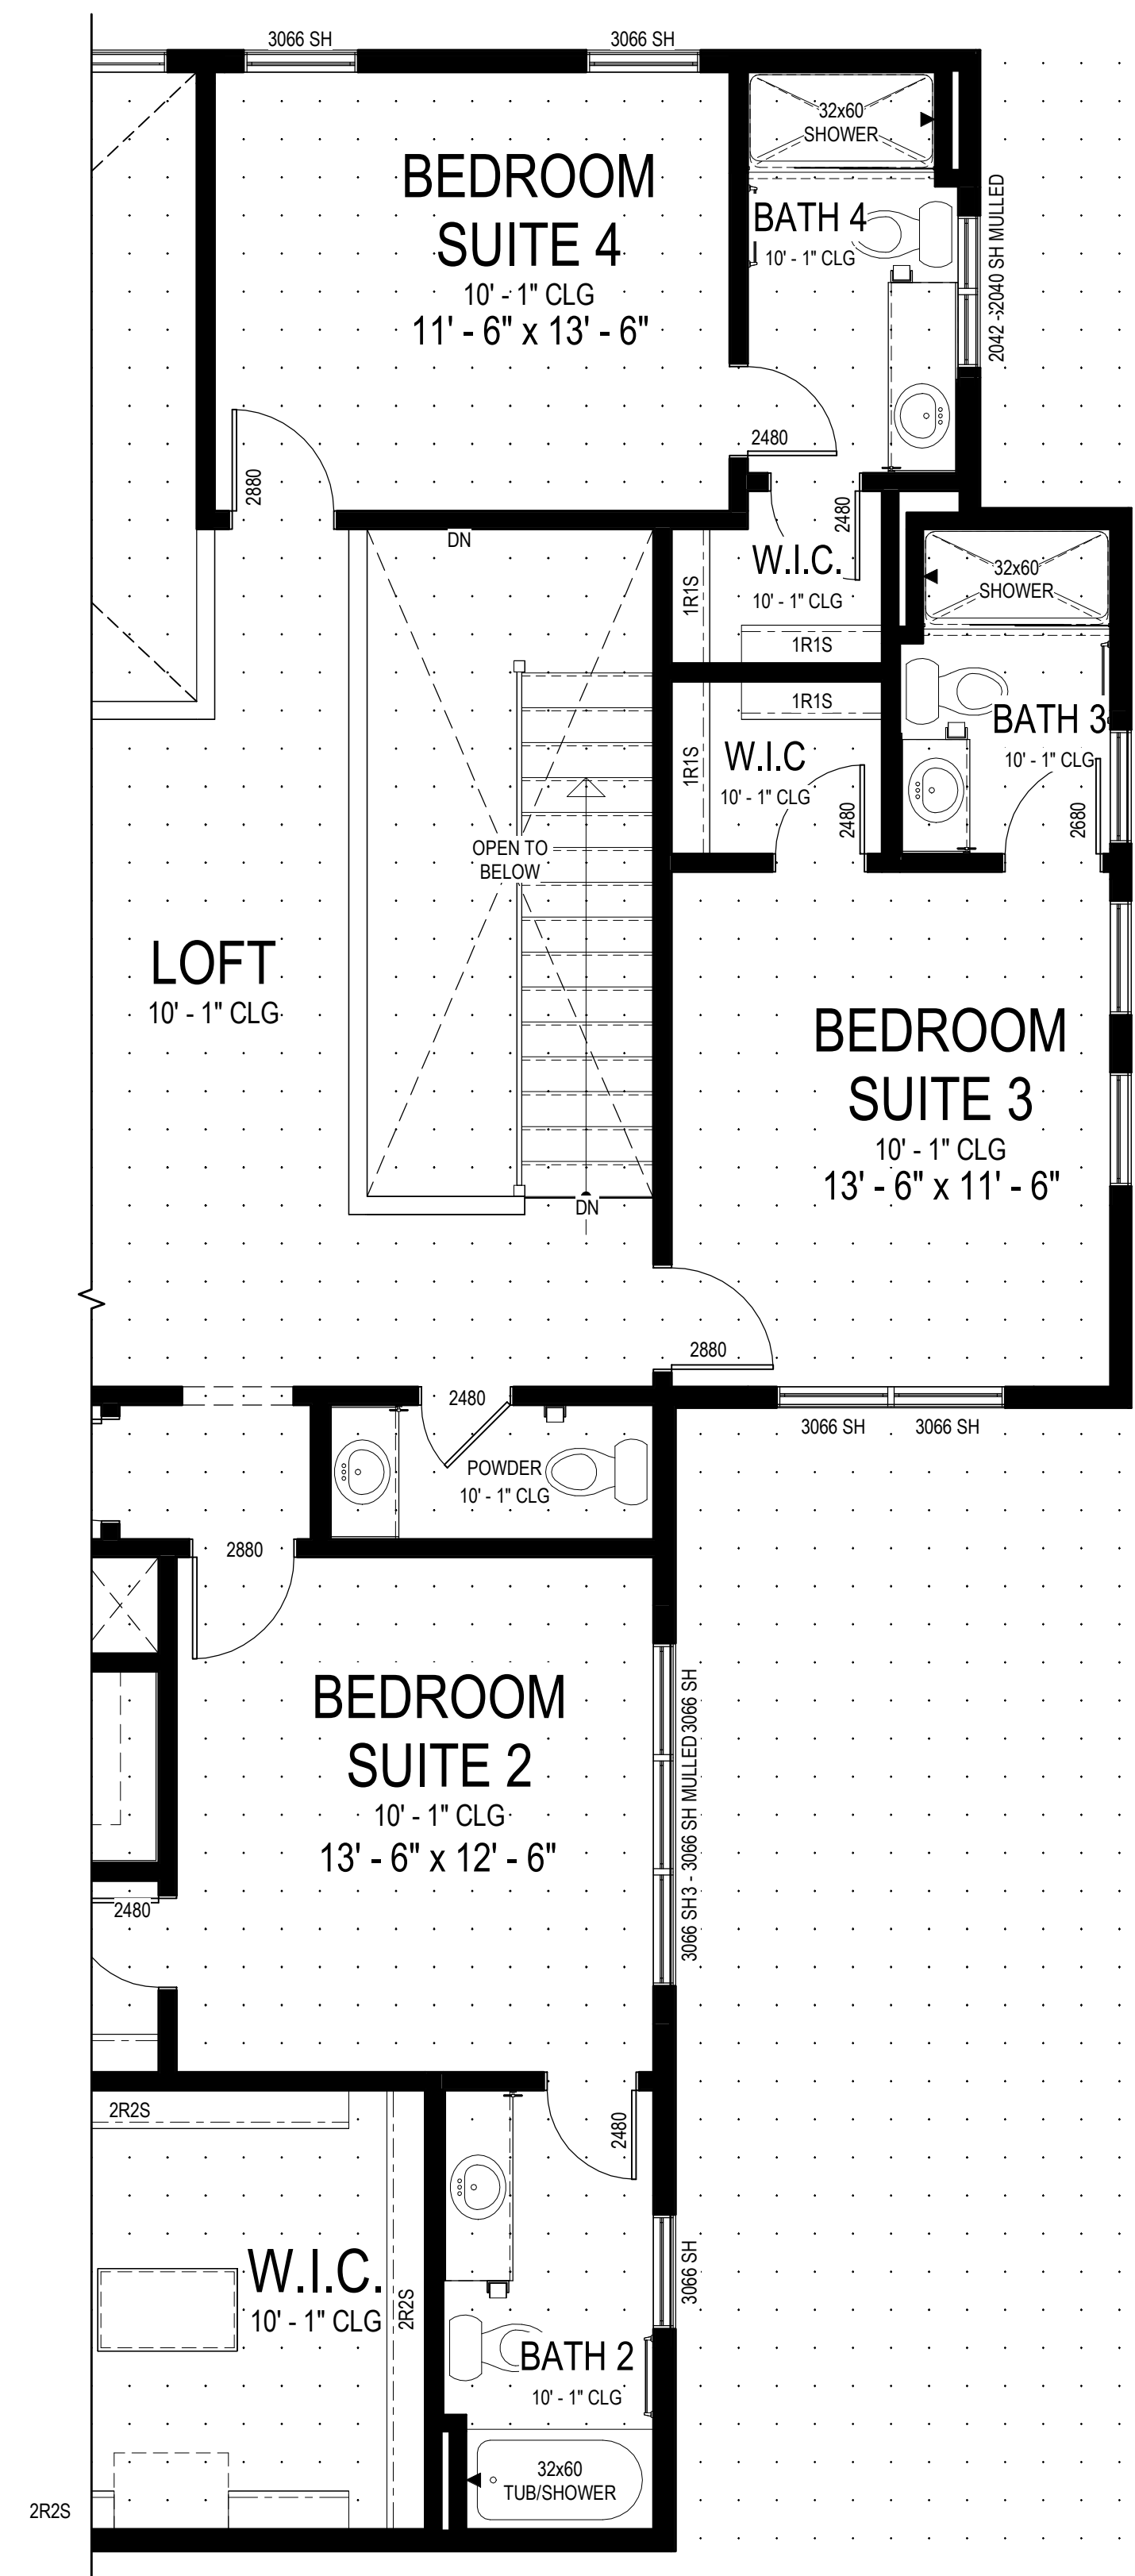 3066 SH
3066 SH
32x60
SHOWER
BEDROOM
SUITE 4
10' - 1" CLG
11' - 6" x 13' - 6"
BATH 4
10' - 1" CLG
2040 SH MULLED
2480
2880
2480
DN
W.I.C.
10' - 1" CLG
1R1S
1R1S
32x60
SHOWER
1R1S
1R1S
W.I.C
10' - 1" CLG
2480
BATH 3
10' - 1" CLG
2680
OPEN TO
BELOW
LOFT
10' - 1" CLG
BEDROOM
SUITE 3
10' - 1" CLG
13' - 6" x 11' - 6"
DN
2880
2480
3066 SH
3066 SH
POWDER
10' - 1" CLG
2880
BEDROOM
SUITE 2
10' - 1" CLG
13' - 6" x 12' - 6"
3066 SH
3 - 3066 SH MULLED
3066 SH
2480
2R2S
2480
W.I.C.
10' - 1" CLG
2R2S
3066 SH
BATH 2
10' - 1" CLG
32x60
TUB/SHOWER
2R2S